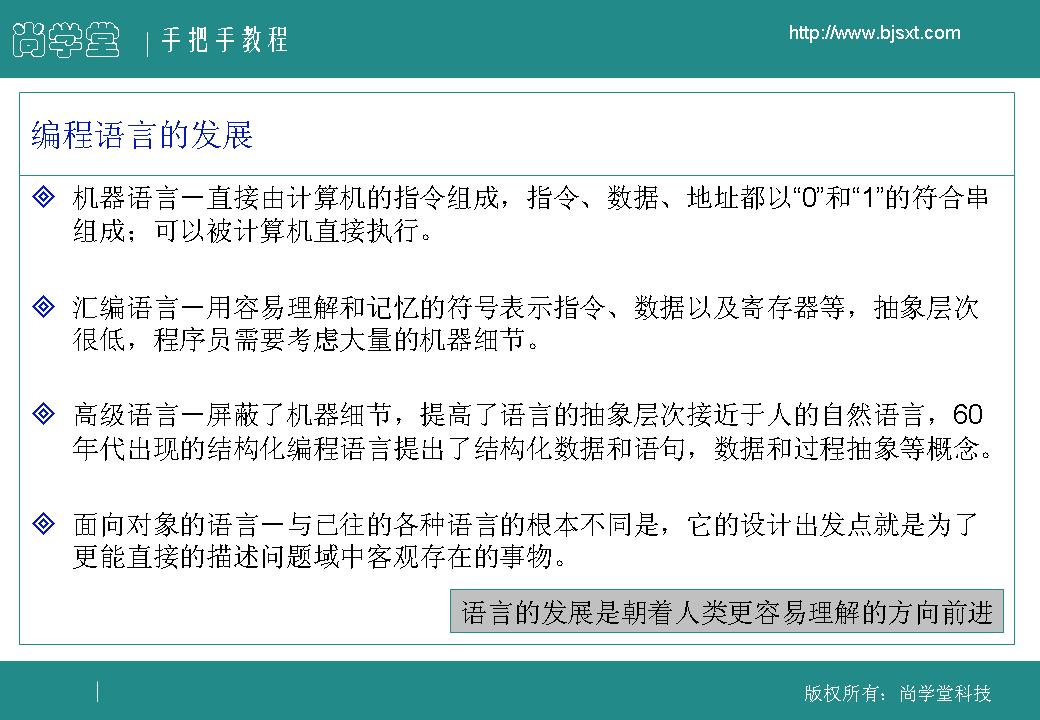 尚学堂 | 手把手教程
http://www.bjsxt.com
编程语言的发展
机器语言－直接由计算机的指令组成，指令、数据、地址都以“0”和“1”的符合串
组成；可以被计算机直接执行。
汇编语言－用容易理解和记忆的符号表示指令、数据以及寄存器等，抽象层次
很低，程序员需要考虑大量的机器细节。
高级语言－屏蔽了机器细节，提高了语言的抽象层次接近于人的自然语言，60
年代出现的结构化编程语言提出了结构化数据和语句，数据和过程抽象等概念。
面向对象的语言－与已往的各种语言的根本不同是，它的设计出发点就是为了
更能直接的描述问题域中客观存在的事物。
语言的发展是朝着人类更容易理解的方向前进
版权所有：尚学堂科技